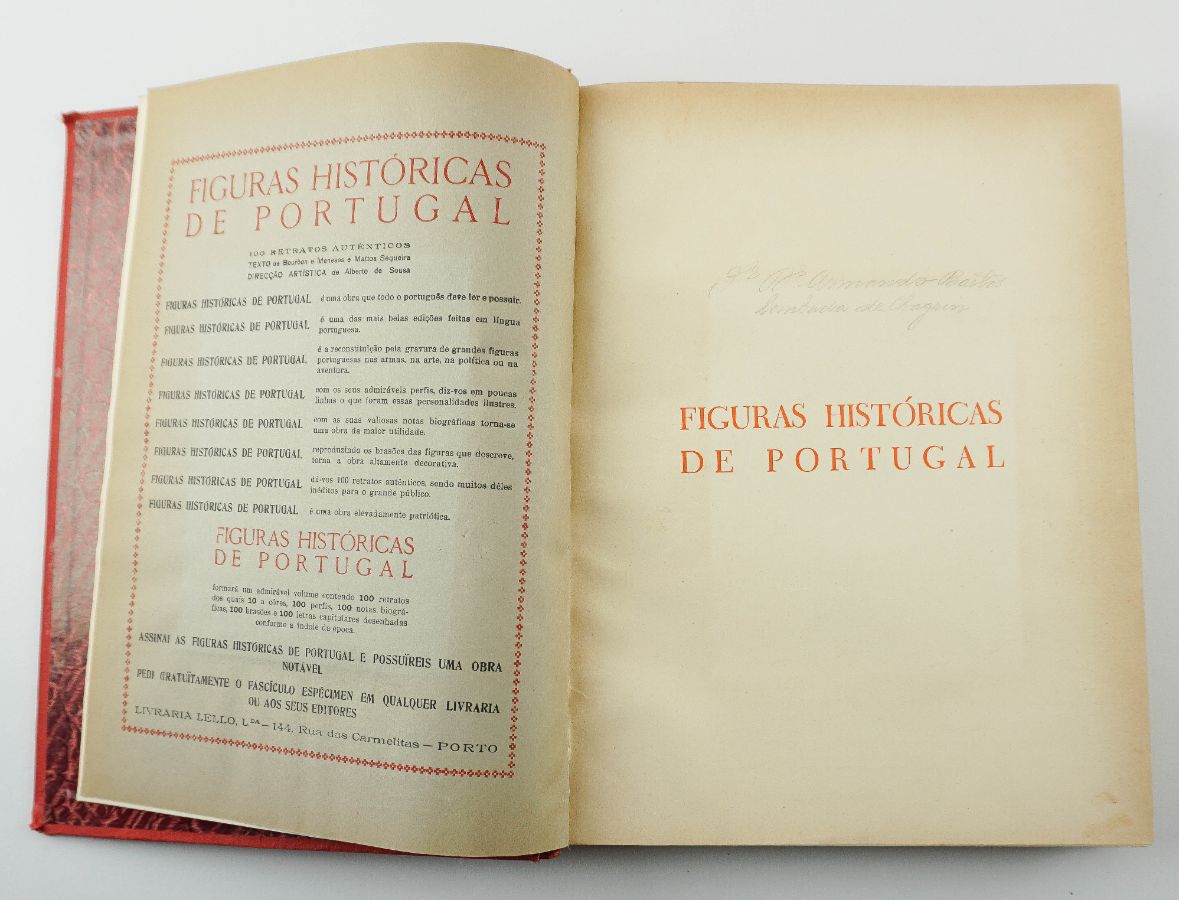 FIGURAS HISTÓRICAS
DE PORTUGAL
100 RETRATOS AUTÊNTICOS
TEXTO de Bourbon e Meneses e Mattos Sequeira
DIRECÇÃO ARTÍSTICA de Alberto de Sousa
FIGURAS HISTÓRICAS DE PORTUGAL é uma obra que todo o português deve ler e possuir.
FIGURAS HISTÓRICAS DE PORTUGAL é uma das mais belas edições feitas em língua
portuguesa.
FIGURAS HISTÓRICAS DE PORTUGAL é a reconstituïção pela gravura de grandes figuras
portuguesas nas armas, na arte, na política ou na
aventura.
FIGURAS HISTÓRICAS DE PORTUGAL com os seus admiráveis perfis, diz-vos em poucas
linhas o que foram essas personalidades ilustres.
FIGURAS HISTÓRICAS DE PORTUGAL com as suas valiosas notas biográficas torna-se
uma obra da maior utilidade.
FIGURAS HISTÓRICAS DE PORTUGAL reproduzindo os brasões das figuras que descreve,
torna a obra altamente decorativa.
FIGURAS HISTÓRICAS DE PORTUGAL dá-vos 100 retratos autênticos, sendo muitos dêles
inéditos para o grande público.
FIGURAS HISTÓRICAS DE PORTUGAL é uma obra elevadamente patriótica.
FIGURAS HISTÓRICAS
DE PORTUGAL
formará um admirável volume contendo 100 retratos
dos quais 10 a côres, 100 perfis, 100 notas biográ-
ficas, 100 brasões e 100 letras capitulares desenhadas
conforme a índole da época.
ASSINAI AS FIGURAS HISTÓRICAS DE PORTUGAL E POSSUÍREIS UMA OBRA
NOTÁVEL
PEDI GRATUÏTAMENTE O FASCÍCULO ESPÉCIMEN EM QUALQUER LIVRARIA
OU AOS SEUS EDITORES
LIVRARIA LELLO, L.DA — 144, Rua das Carmelitas — PORTO
Armando Bastos
lombada de Chagrin
FIGURAS HISTÓRICAS
DE PORTUGAL